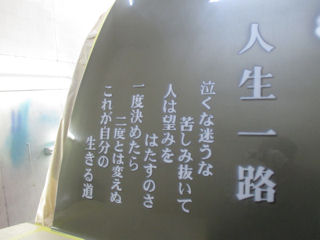 人生一路
泣くな迷うな
苦しみ抜いて
人は望みを
はたすのさ
一度決めたら
二度とは変えぬ
これが自分の
生きる道